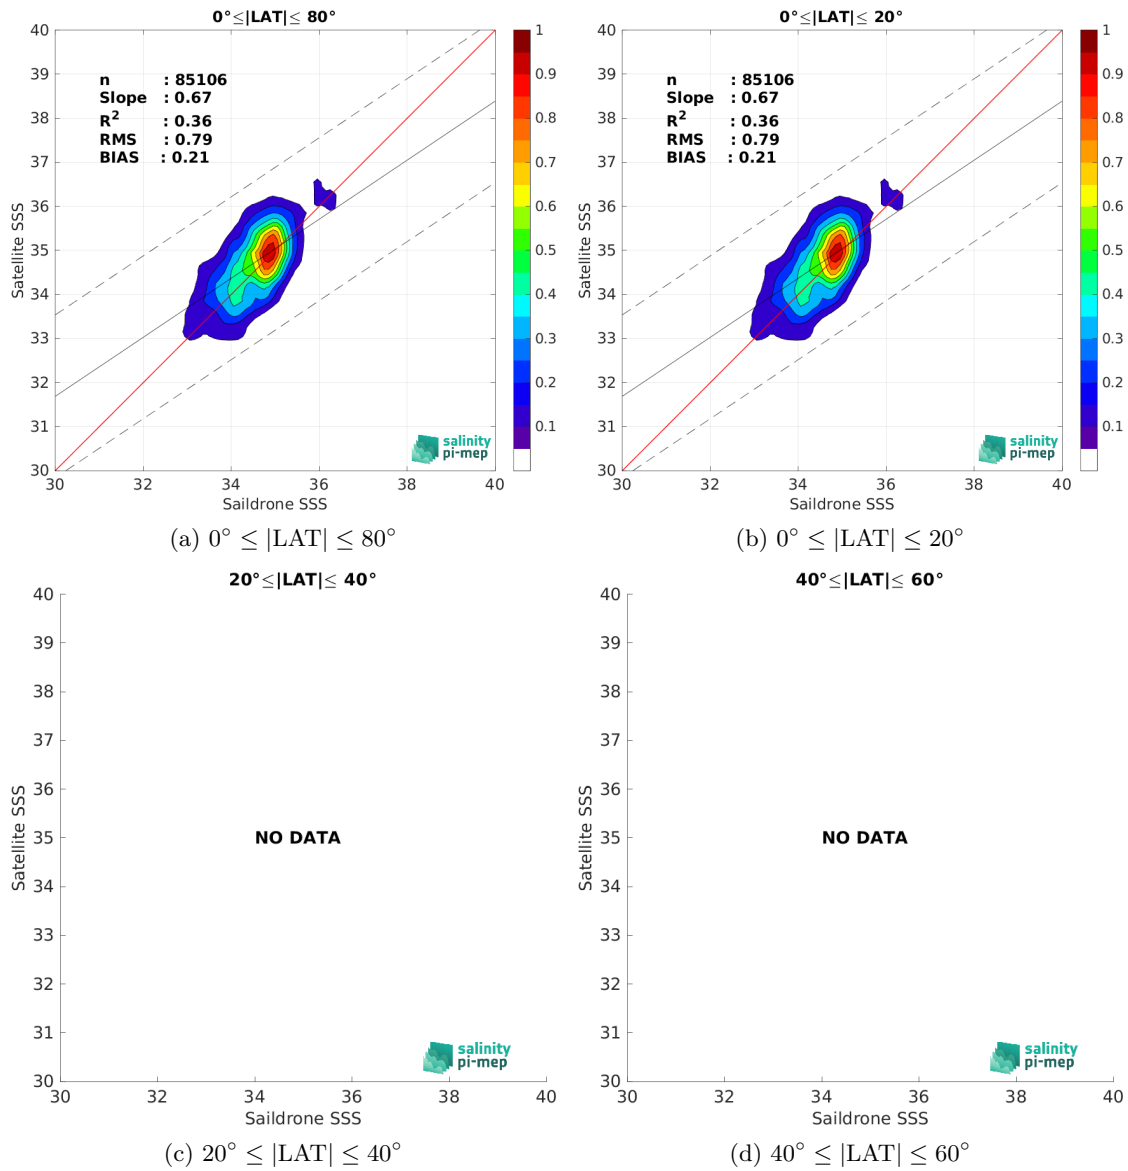 0°≤|LAT|≤ 80°
40
39
38
37
36
35
34
33
32
31
30
Satellite SSS
n : 85106
Slope : 0.67
R² : 0.36
RMS : 0.79
BIAS : 0.21
1
0.9
0.8
0.7
0.6
0.5
0.4
0.3
0.2
0.1
salinity
pi-mep
30 32 34 36 38 40
Saildrone SSS
(a) 0° ≤ |LAT| ≤ 80°
0°≤|LAT|≤ 20°
40
39
38
37
36
35
34
33
32
31
30
Satellite SSS
n : 85106
Slope : 0.67
R² : 0.36
RMS : 0.79
BIAS : 0.21
1
0.9
0.8
0.7
0.6
0.5
0.4
0.3
0.2
0.1
salinity
pi-mep
30 32 34 36 38 40
Saildrone SSS
(b) 0° ≤ |LAT| ≤ 20°
20°≤|LAT|≤ 40°
40
39
38
37
36
35
34
33
32
31
30
Satellite SSS
NO DATA
salinity
pi-mep
30 32 34 36 38 40
Saildrone SSS
(c) 20° ≤ |LAT| ≤ 40°
40°≤|LAT|≤ 60°
40
39
38
37
36
35
34
33
32
31
30
Satellite SSS
NO DATA
salinity
pi-mep
30 32 34 36 38 40
Saildrone SSS
(d) 40° ≤ |LAT| ≤ 60°